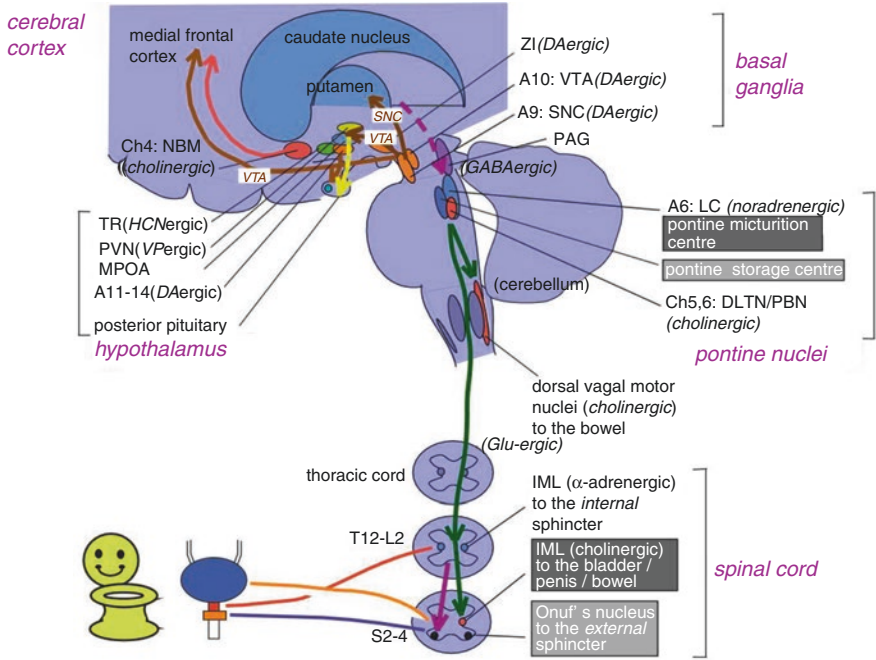 cerebral
cortex
medial frontal
cortex
caudate nucleus
putamen
SNC
VTA
VTA
Ch4: NBM
(cholinergic)
ZI(DAergic)
A10: VTA(DAergic)
A9: SNC(DAergic)
PAG
(GABAergic)
basal
ganglia
TR(HCNergic)
PVN(VPergic)
MPOA
A11-14(DAergic)
posterior pituitary
hypothalamus
A6: LC (noradrenergic)
pontine micturition
centre
pontine storage centre
(cerebellum)
Ch5,6: DLTN/PBN
(cholinergic)
pontine nuclei
dorsal vagal motor
nuclei (cholinergic)
to the bowel
(Glu-ergic)
thoracic cord
T12-L2
S2-4
IML (α-adrenergic)
to the internal
sphincter
IML (cholinergic)
to the bladder /
penis / bowel
Onuf' s nucleus
to the external
sphincter
spinal cord